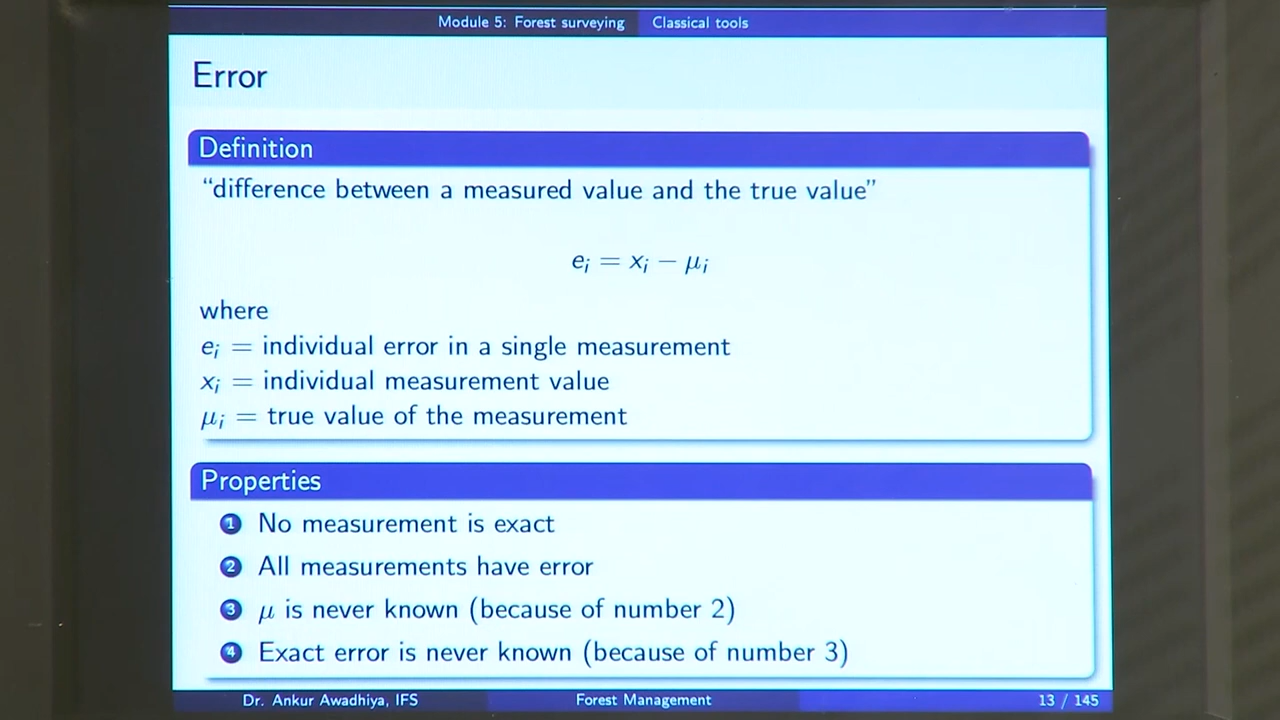 Module 5: Forest surveying Classical tools
Error
Definition
“difference between a measured value and the true value”
eᵢ = xᵢ − μᵢ
where
eᵢ = individual error in a single measurement
xᵢ = individual measurement value
μᵢ = true value of the measurement
Properties
1 No measurement is exact
2 All measurements have error
3 μ is never known (because of number 2)
4 Exact error is never known (because of number 3)
Dr. Ankur Awadhiya, IFS Forest Management 13 / 145